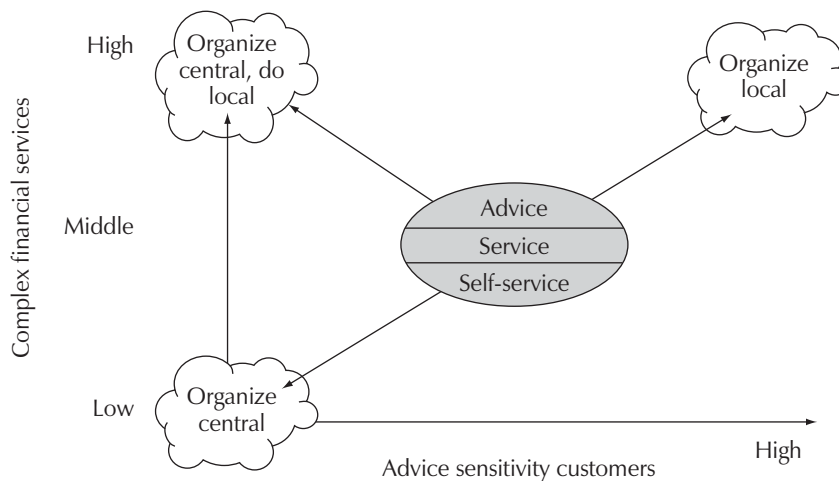 High
Organize
central, do
local
Organize
local
Complex financial services
Middle
Advice
Service
Self-service
Low
Organize
central
High
Advice sensitivity customers